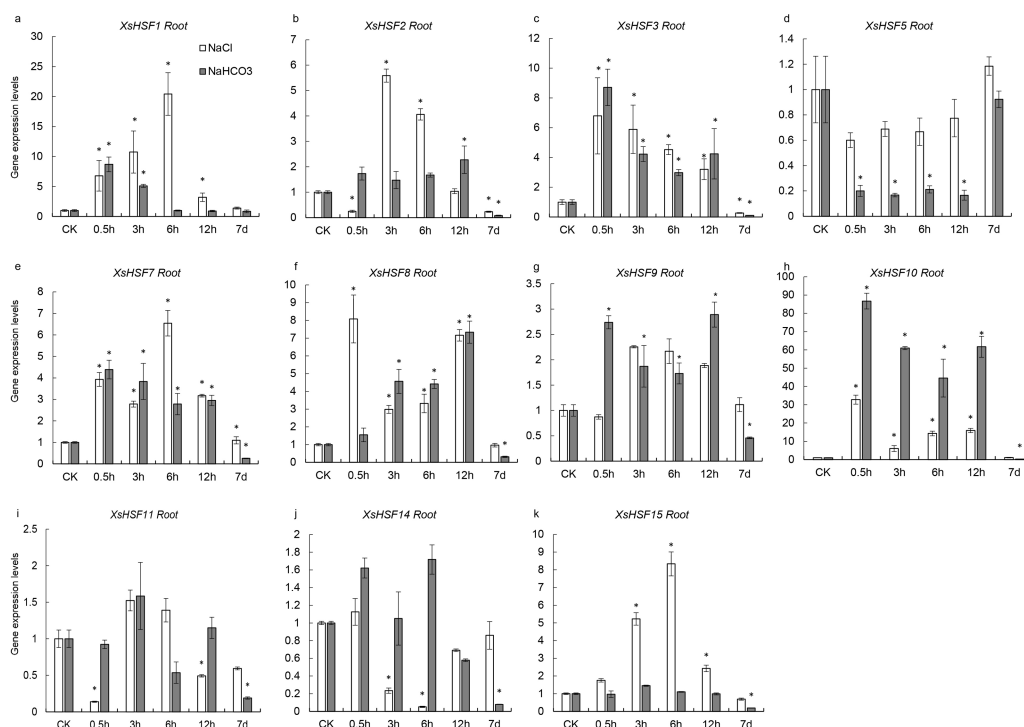 a
XsHSF1 Root
30
25
20
15
10
5
0
Gene expression levels
NaCl
NaHCO3
* * * * * *
CK 0.5h 3h 6h 12h 7d
b
XsHSF2 Root
7
6
5
4
3
2
1
0
* * * * * *
CK 0.5h 3h 6h 12h 7d
c
XsHSF3 Root
12
10
8
6
4
2
0
* * * * * * * * * *
CK 0.5h 3h 6h 12h 7d
d
XsHSF5 Root
1.4
1.2
1
0.8
0.6
0.4
0.2
0
* * * *
CK 0.5h 3h 6h 12h 7d
e
XsHSF7 Root
8
7
6
5
4
3
2
1
0
Gene expression levels
* * * * * * * * * *
CK 0.5h 3h 6h 12h 7d
f
XsHSF8 Root
10
9
8
7
6
5
4
3
2
1
0
* * * * * * * *
CK 0.5h 3h 6h 12h 7d
g
XsHSF9 Root
3.5
3
2.5
2
1.5
1
0.5
0
* * * * *
CK 0.5h 3h 6h 12h 7d
h
XsHSF10 Root
100
90
80
70
60
50
40
30
20
10
0
* * * * * * * * *
CK 0.5h 3h 6h 12h 7d
i
XsHSF11 Root
2.5
2
1.5
1
0.5
0
Gene expression levels
* * *
CK 0.5h 3h 6h 12h 7d
j
XsHSF14 Root
2
1.8
1.6
1.4
1.2
1
0.8
0.6
0.4
0.2
0
* * *
CK 0.5h 3h 6h 12h 7d
k
XsHSF15 Root
10
9
8
7
6
5
4
3
2
1
0
* * * *
CK 0.5h 3h 6h 12h 7d